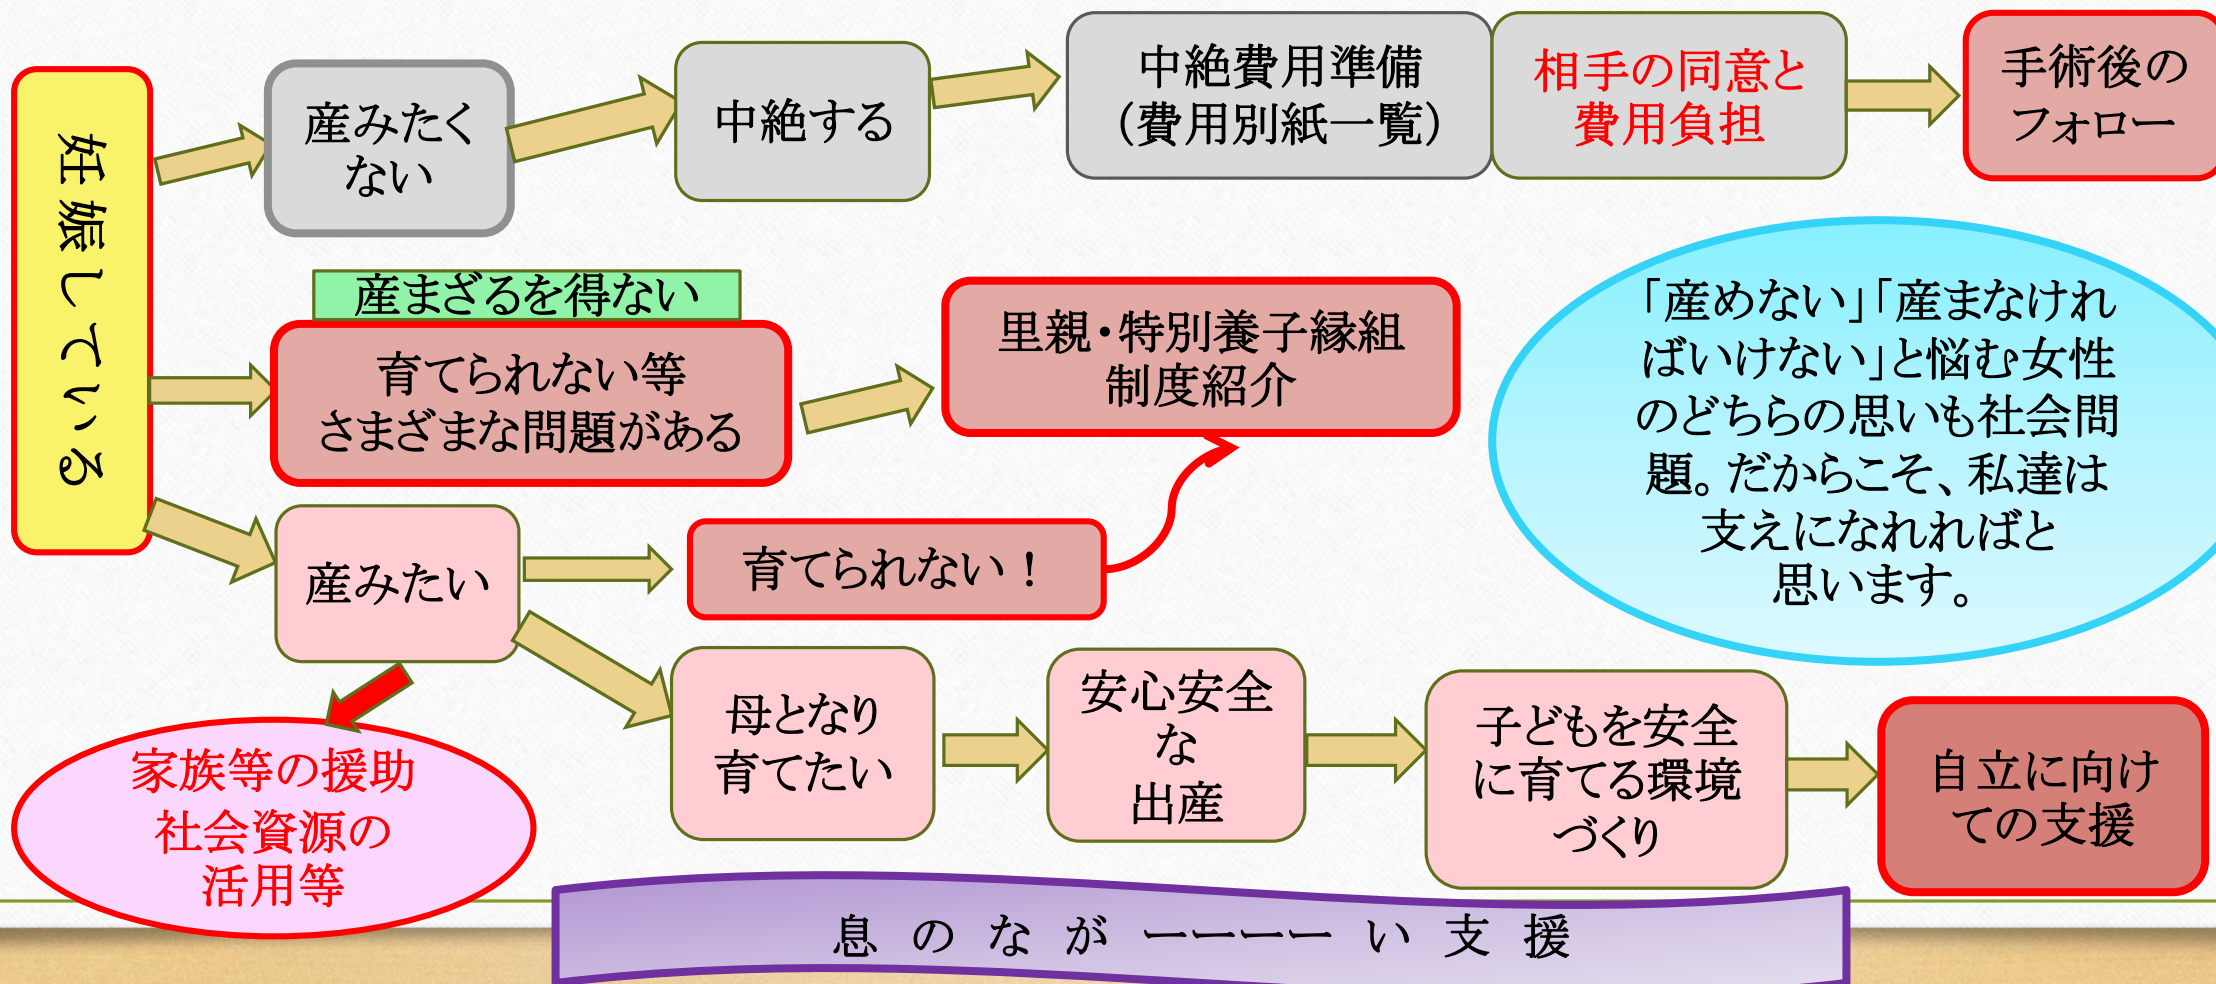 妊娠している
産みたく
ない
中絶する
中絶費用準備
（費用別紙一覧）
相手の同意と
費用負担
手術後の
フォロー
産まざるを得ない
育てられない等
さまざまな問題がある
里親・特別養子縁組
制度紹介
「産めない」「産まなけれ
ばいけない」と悩む女性
のどちらの思いも社会問
題。だからこそ、私達は
支えになれればと
思います。
産みたい
育てられない！
母となり
育てたい
安心安全
な
出産
子どもを安全
に育てる環境
づくり
自立に向け
ての支援
家族等の援助
社会資源の
活用等
息のながーーーーい支援